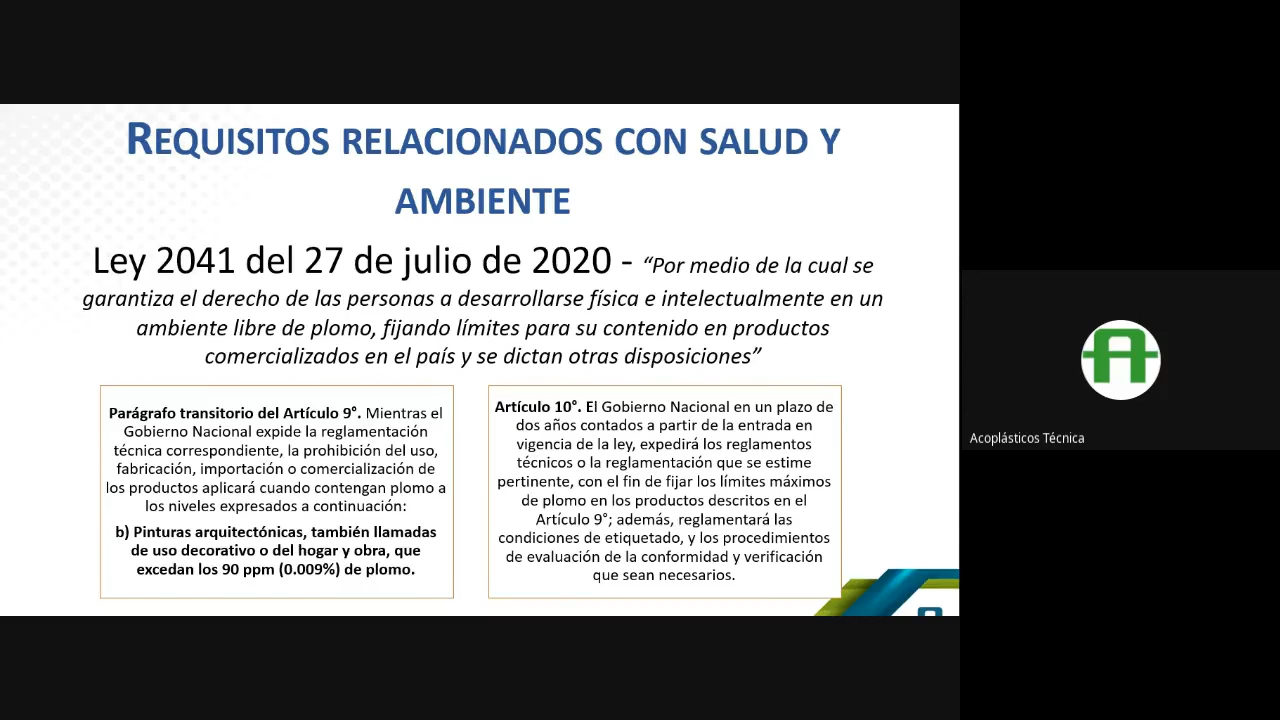 REQUISITOS RELACIONADOS CON SALUD Y
AMBIENTE
Ley 2041 del 27 de julio de 2020 - “Por medio de la cual se
garantiza el derecho de las personas a desarrollarse física e intelectualmente en un
ambiente libre de plomo, fijando límites para su contenido en productos
comercializados en el país y se dictan otras disposiciones”
Parágrafo transitorio del Artículo 9°. Mientras el
Gobierno Nacional expide la reglamentación
técnica correspondiente, la prohibición del uso,
fabricación, importación o comercialización de
los productos aplicará cuando contengan plomo a
los niveles expresados a continuación:
b) Pinturas arquitectónicas, también llamadas
de uso decorativo o del hogar y obra, que
excedan los 90 ppm (0.009%) de plomo.
Artículo 10°. El Gobierno Nacional en un plazo de
dos años contados a partir de la entrada en
vigencia de la ley, expedirá los reglamentos
técnicos o la reglamentación que se estime
pertinente, con el fin de fijar los límites máximos
de plomo en los productos descritos en el
Artículo 9°; además, reglamentará las
condiciones de etiquetado, y los procedimientos
de evaluación de la conformidad y verificación
que sean necesarios.
Acoplásticos Técnica